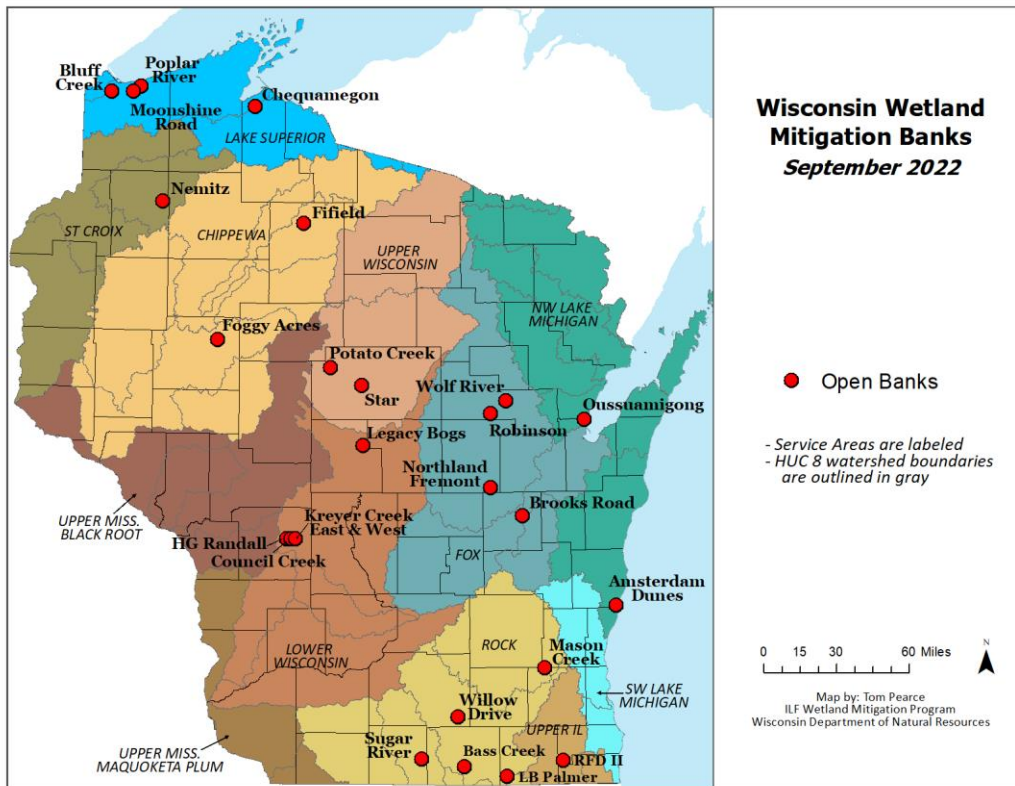 Bluff
Creek
Poplar
River
Moonshine
Road
Chequamegon
LAKE SUPERIOR
Nemitz
ST CROIX
CHIPPEWA
Fifield
UPPER
WISCONSIN
NW LAKE
MICHIGAN
Foggy Acres
Potato Creek
Star
Wolf River
Robinson
Oussuamigong
Legacy Bogs
Northland
Fremont
Brooks Road
UPPER MISS.
BLACK ROOT
HG Randall
Kreyer Creek
East & West
Council Creek
FOX
Amsterdam
Dunes
LOWER
WISCONSIN
ROCK
Mason
Creek
SW LAKE
MICHIGAN
Willow
Drive
UPPER IL
UPPER MISS.
MAQUOKETA PLUM
Sugar
River
Bass Creek
RFD II
LB Palmer
Wisconsin Wetland
Mitigation Banks
September 2022
Open Banks
- Service Areas are labeled
- HUC 8 watershed boundaries
are outlined in gray
0 15 30 60 Miles
N
Map by: Tom Pearce
ILF Wetland Mitigation Program
Wisconsin Department of Natural Resources